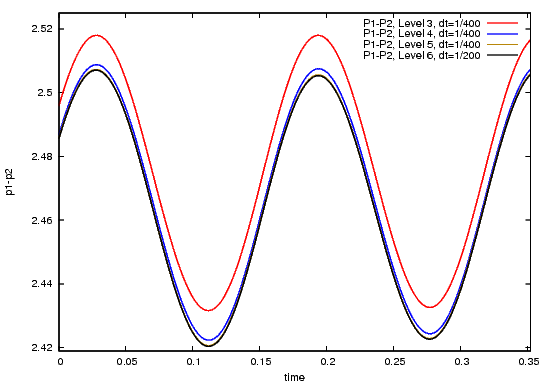 2.52
2.5
2.48
2.46
2.44
2.42
p1-p2
P1-P2, Level 3, dt=1/400
P1-P2, Level 4, dt=1/400
P1-P2, Level 5, dt=1/400
P1-P2, Level 6, dt=1/200
0 0.05 0.1 0.15 0.2 0.25 0.3 0.35
time